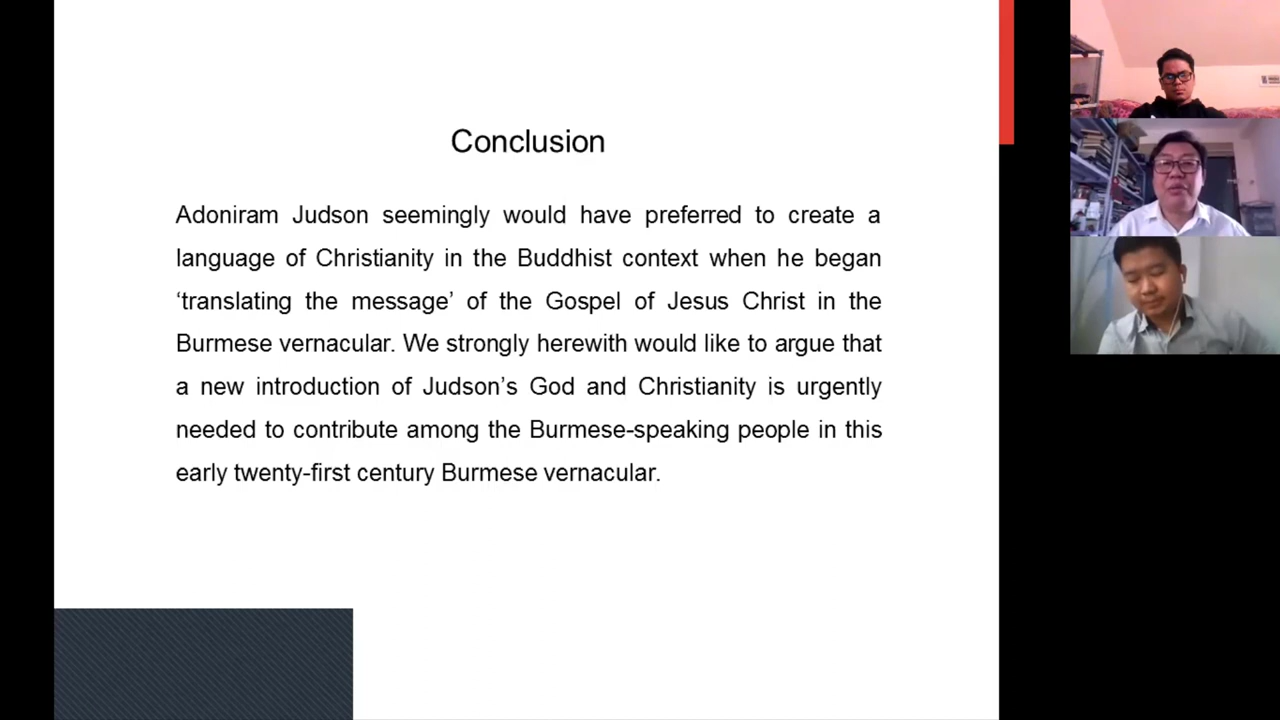 Conclusion
Adoniram Judson seemingly would have preferred to create a
language of Christianity in the Buddhist context when he began
‘translating the message’ of the Gospel of Jesus Christ in the
Burmese vernacular. We strongly herewith would like to argue that
a new introduction of Judson’s God and Christianity is urgently
needed to contribute among the Burmese-speaking people in this
early twenty-first century Burmese vernacular.